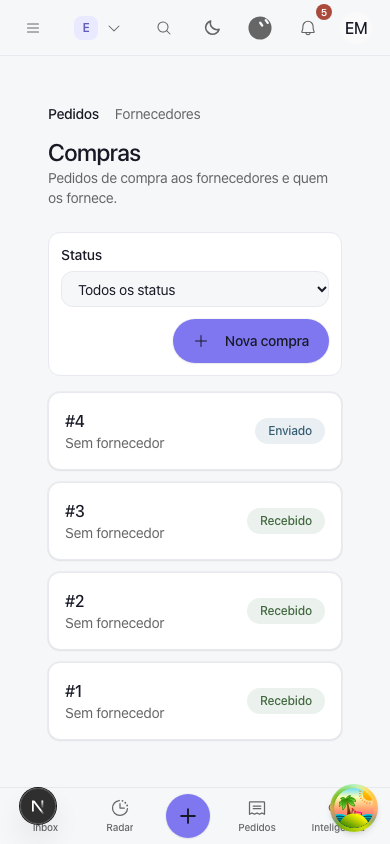 E
5
EM
Pedidos Fornecedores
Compras
Pedidos de compra aos fornecedores e quem
os fornece.
Status
Todos os status
Nova compra
#4
Sem fornecedor
Enviado
#3
Sem fornecedor
Recebido
#2
Sem fornecedor
Recebido
#1
Sem fornecedor
Recebido
N
Inbox
Radar
Pedidos